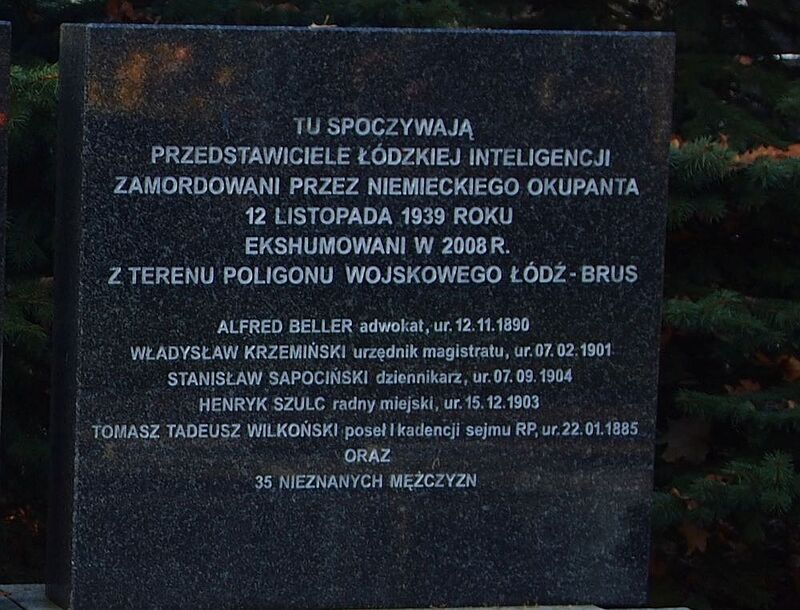 TU SPOCZYWAJĄ
PRZEDSTAWICIELE ŁÓDZKIEJ INTELIGENCJI
ZAMORDOWANI PRZEZ NIEMIECKIEGO OKUPANTA
12 LISTOPADA 1939 ROKU
EKSHUMOWANI W 2008 R.
Z TERENU POLIGONU WOJSKOWEGO ŁÓDŹ - BRUS
ALFRED BELLER adwokat, ur. 12.11.1890
WŁADYSŁAW KRZEMIŃSKI urzędnik magistratu, ur. 07.02.1901
STANISŁAW SAPOCIŃSKI dziennikarz, ur. 07.09.1904
HENRYK SZULC radny miejski, ur. 15.12.1903
TOMASZ TADEUSZ WILKOŃSKI poseł I kadencji sejmu RP, ur. 22.01.1885
ORAZ
35 NIEZNANYCH MĘŻCZYZN